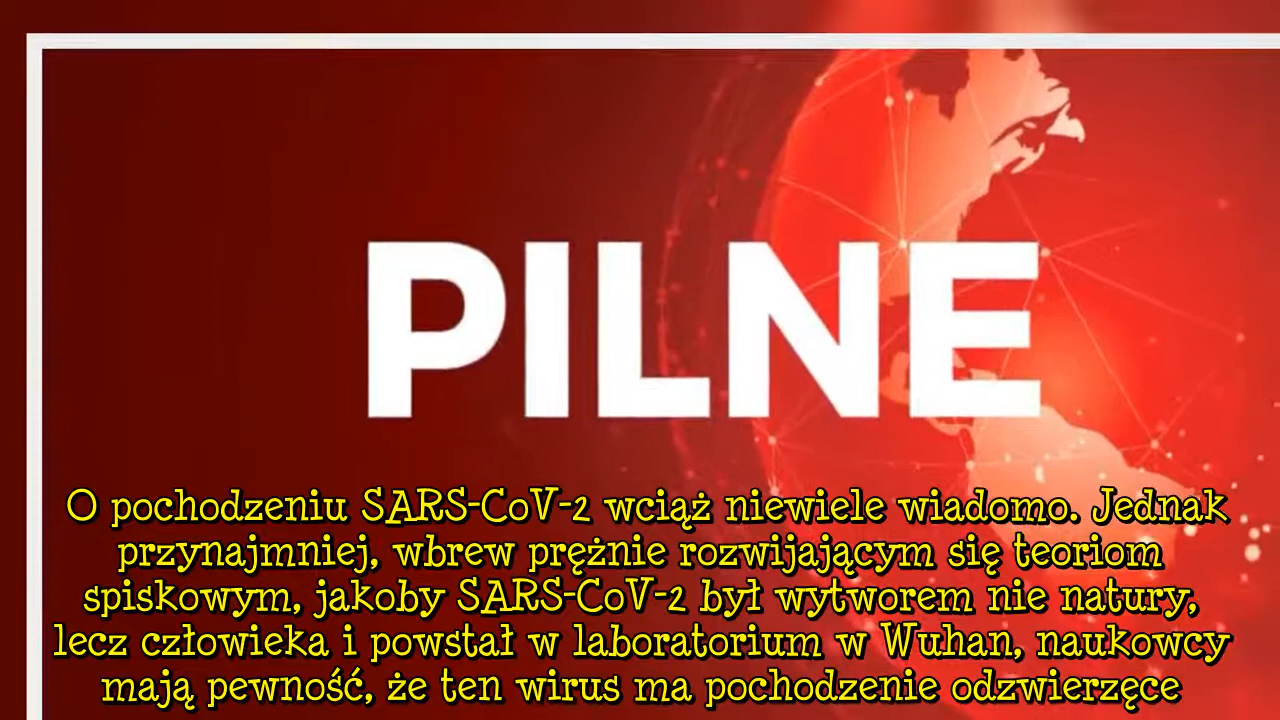 PILNE
O pochodzeniu SARS-CoV-2 wciąż niewiele wiadomo. Jednak
przynajmniej, wbrew prężnie rozwijającym się teoriom
spiskowym, jakoby SARS-CoV-2 był wytworem nie natury,
lecz człowieka i powstał w laboratorium w Wuhan, naukowcy
mają pewność, że ten wirus ma pochodzenie odzwierzęce